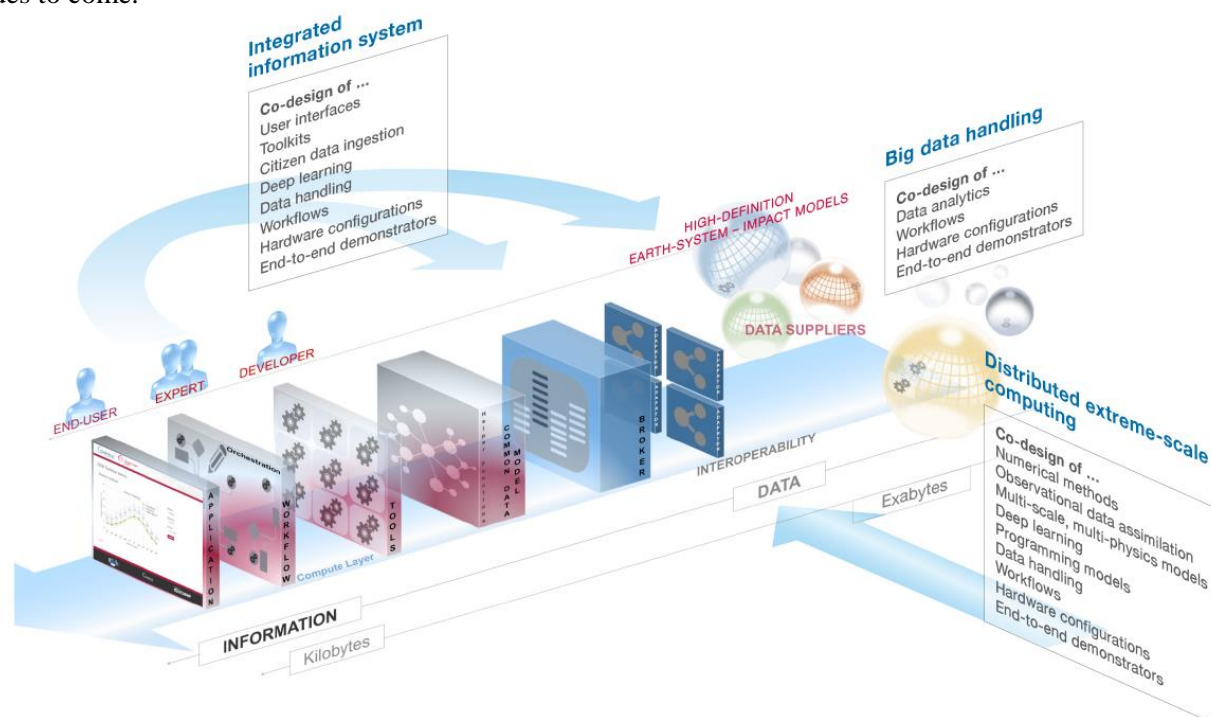 Integrated
information system
Co-design of ...
User interfaces
Toolkits
Citizen data ingestion
Deep learning
Data handling
Workflows
Hardware configurations
End-to-end demonstrators
Big data handling
Co-design of ...
Data analytics
Workflows
Hardware configurations
End-to-end demonstrators
HIGH-DEFINITION
EARTH-SYSTEM – IMPACT MODELS
DATA SUPPLIERS
Distributed extreme-scale
computing
Co-design of ...
Numerical methods
Observational data assimilation
Multi-scale, multi-physics models
Deep learning
Programming models
Data handling
Workflows
Hardware configurations
End-to-end demonstrators
END-USER
EXPERT
DEVELOPER
APPLICATION
Orchestration
WORKFLOW
TOOLS
Helper Functions
COMMON DATA
MODEL
BROKER
INTEROPERABILITY
Compute Layer
DATA
Exabytes
INFORMATION
Kilobytes